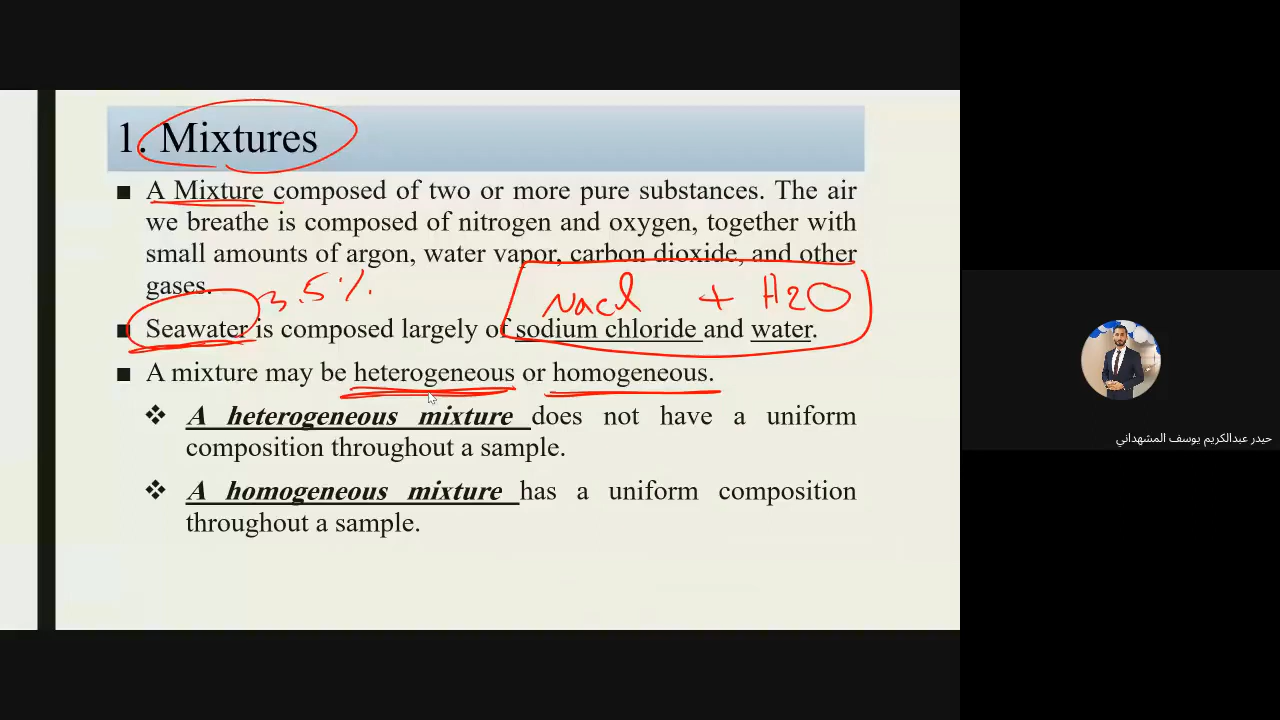 1. Mixtures
■ A Mixture composed of two or more pure substances. The air
we breathe is composed of nitrogen and oxygen, together with
small amounts of argon, water vapor, carbon dioxide, and other
gases.
3.5%
Nacl + H2O
■ Seawater is composed largely of sodium chloride and water.
■ A mixture may be heterogeneous or homogeneous.
❖ A heterogeneous mixture does not have a uniform
composition throughout a sample.
❖ A homogeneous mixture has a uniform composition
throughout a sample.
حيدر عبدالكريم يوسف المشهداني